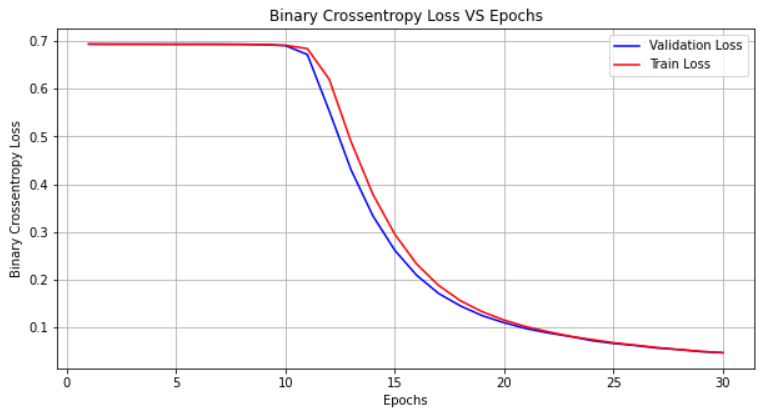 Binary Crossentropy Loss VS Epochs
Validation Loss
Train Loss
Binary Crossentropy Loss
0.7
0.6
0.5
0.4
0.3
0.2
0.1
0 5 10 15 20 25 30
Epochs